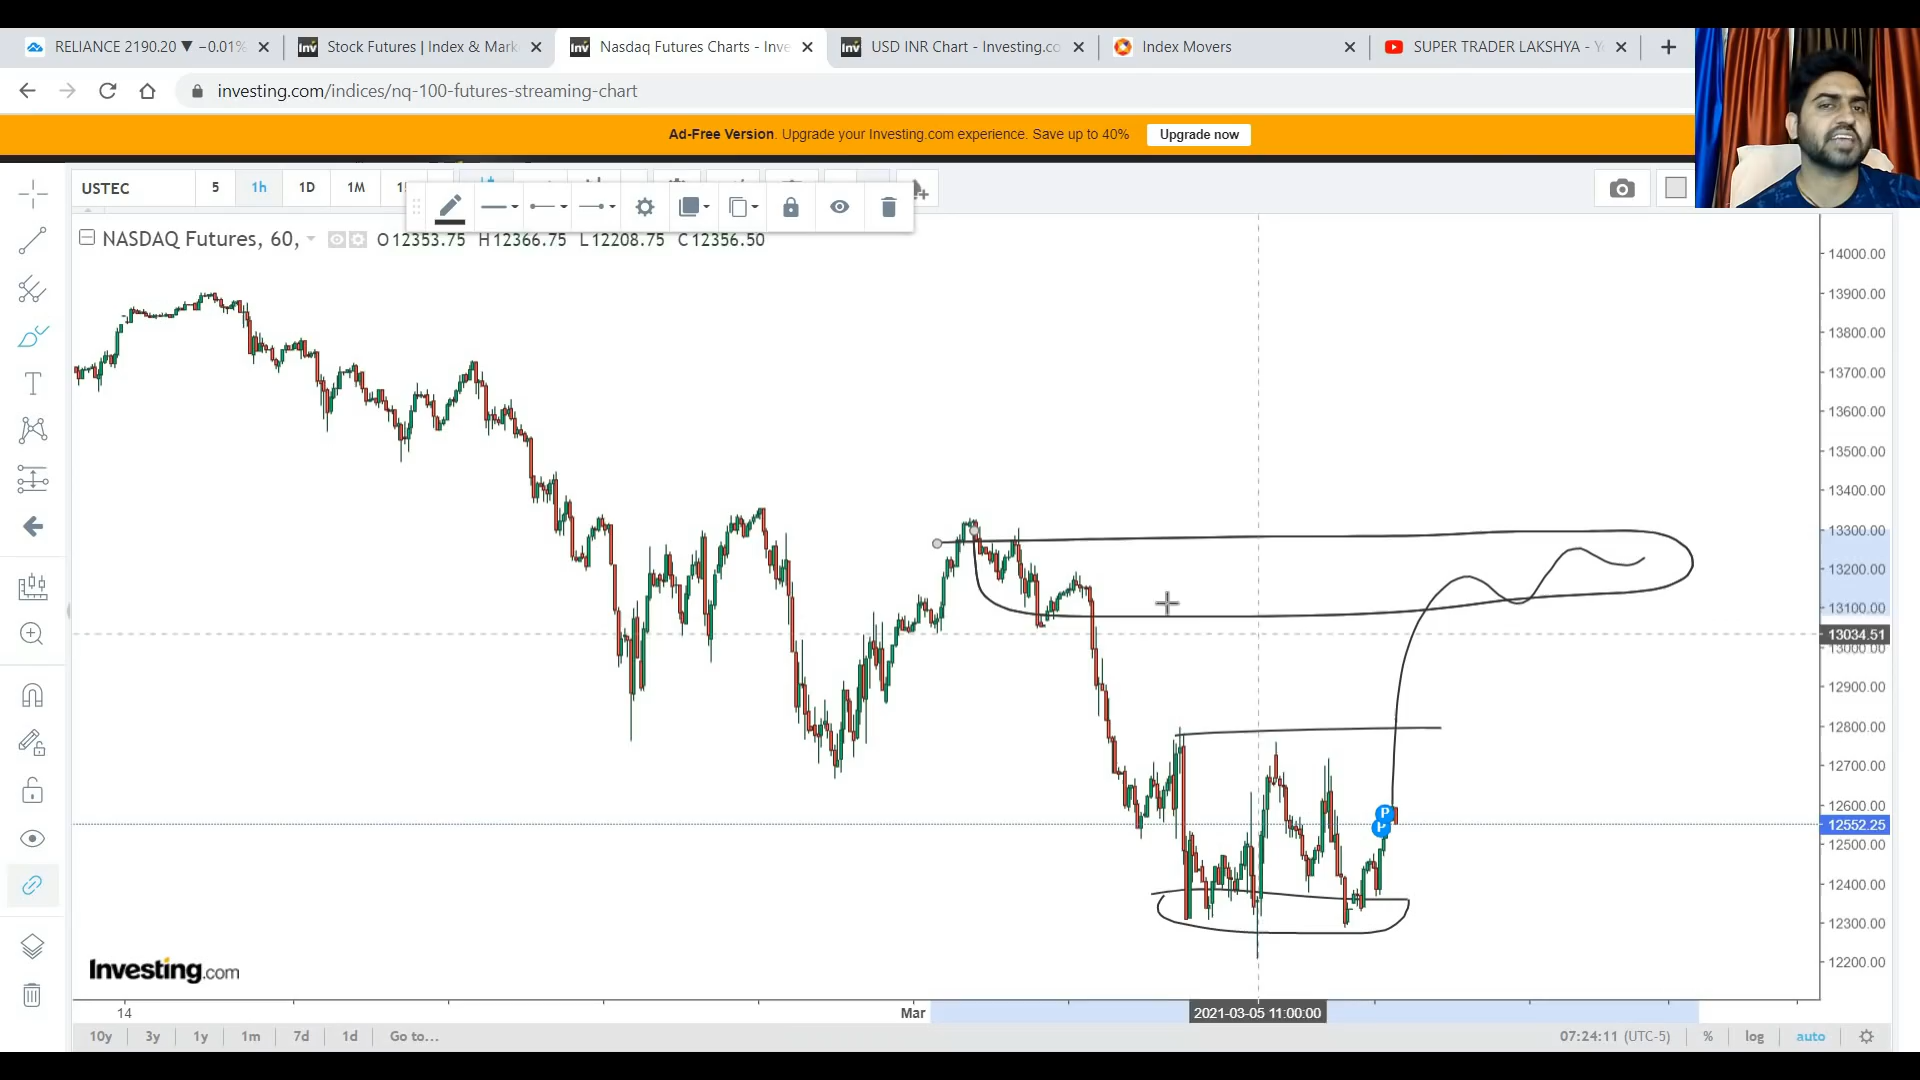 RELIANCE 2190.20 ▼ −0.01%
Stock Futures | Index & Mark
Nasdaq Futures Charts - Inve
USD INR Chart - Investing.co
Index Movers
SUPER TRADER LAKSHYA - Y
investing.com/indices/nq-100-futures-streaming-chart
Ad-Free Version. Upgrade your Investing.com experience. Save up to 40%
Upgrade now
USTEC
5
1h
1D
1M
NASDAQ Futures, 60,
O12353.75 H12366.75 L12208.75 C12356.50
14000.00
13900.00
13800.00
13700.00
13600.00
13500.00
13400.00
13300.00
13200.00
13100.00
13034.51
13000.00
12900.00
12800.00
12700.00
12600.00
12552.25
12500.00
12400.00
12300.00
12200.00
P
P
Investing.com
14
Mar
2021-03-05 11:00:00
10y 3y 1y 1m 7d 1d Go to...
07:24:11 (UTC-5) % log auto